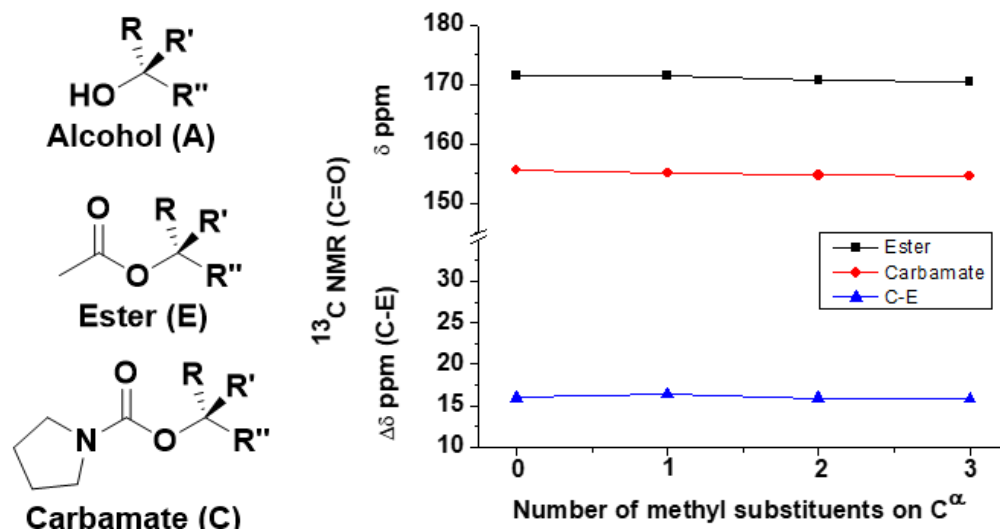 R
R'
HO
R"
Alcohol (A)
O
R
R'
O
R"
Ester (E)
O
R
R'
N
O
R"
Carbamate (C)
13C NMR (C=O)
δ ppm
Δδ ppm (C-E)
180
170
160
150
30
25
20
15
10
Ester
Carbamate
C-E
0 1 2 3
Number of methyl substituents on Cα